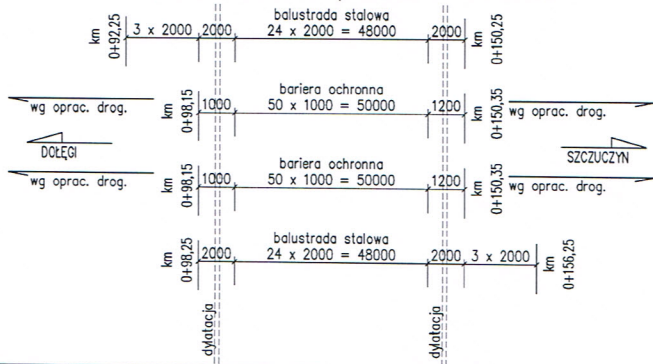 balustrada stalowa
km 0+92,25 3 x 2000 2000 24 x 2000 = 48000 2000 km 0+150,25
bariera ochronna
wg oprac. drog. km 0+98,15 1000 50 x 1000 = 50000 1200 km 0+150,35 wg oprac. drog.
DOŁĘGI SZCZUCZYN
bariera ochronna
wg oprac. drog. km 0+98,15 1000 50 x 1000 = 50000 1200 km 0+150,35 wg oprac. drog.
balustrada stalowa
km 0+98,25 2000 24 x 2000 = 48000 2000 3 x 2000 km 0+156,25
dylatacja dylatacja